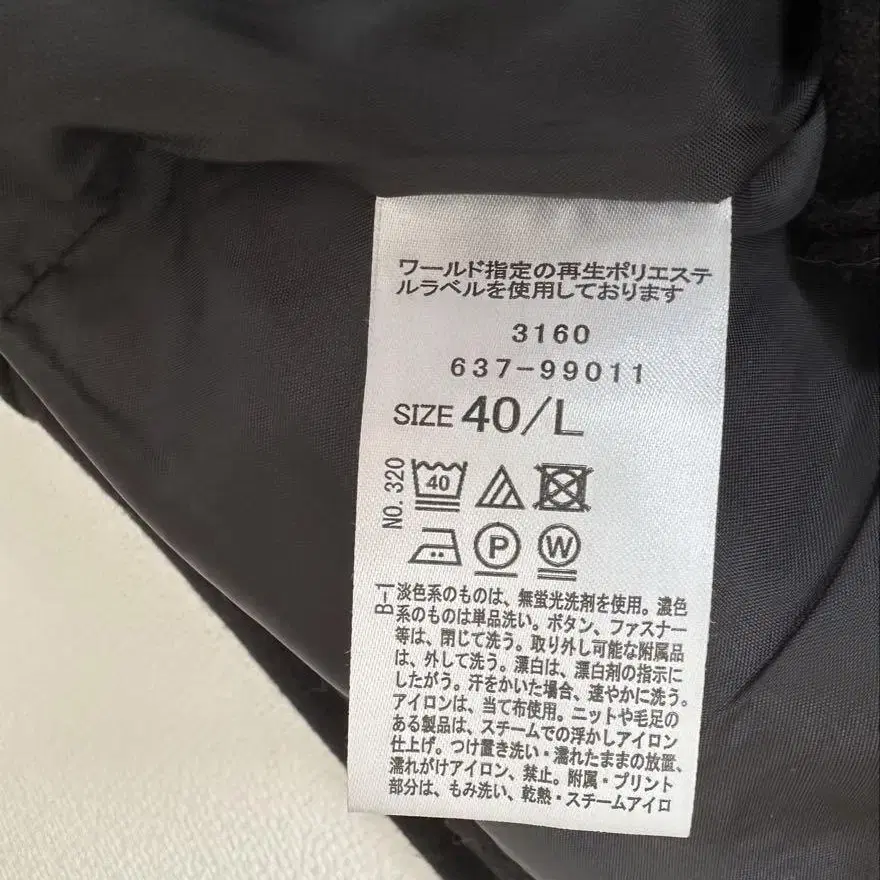 ワールド指定の再生ポリエステ
ルラベルを使用しております
3160
637-99011
SIZE 40/L
NO. 320
40
P
W
B-1
淡色系のものは、無蛍光洗剤を使用。濃色
系のものは単品洗い。ボタン、ファスナー
等は、閉じて洗う。取り外し可能な附属品
は、外して洗う。漂白は、漂白剤の指示に
したがう。汗をかいた場合、速やかに洗う。
アイロンは、当て布使用。ニットや毛足の
ある製品は、スチームでの浮かしアイロン
仕上げ。つけ置き洗い・濡れたままの放置、
濡れがけアイロン、禁止。附属・プリント
部分は、もみ洗い、乾熱・スチームアイロ